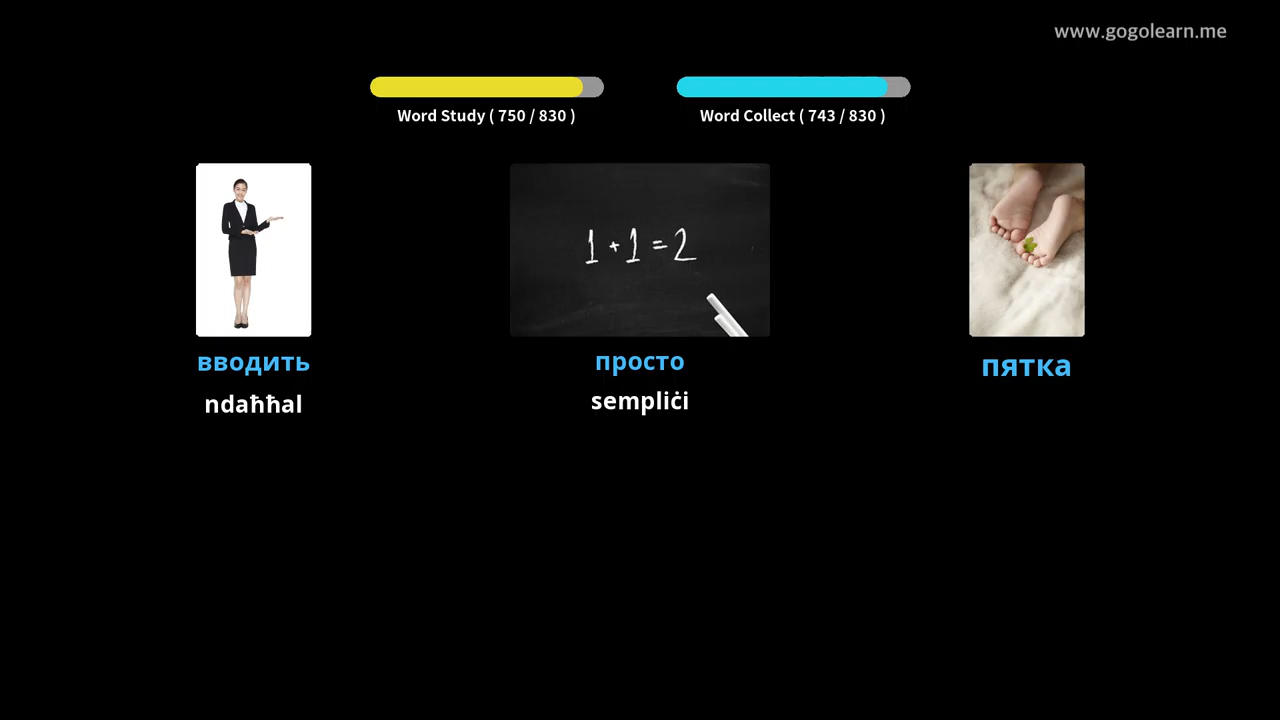 www.gogolearn.me
Word Study ( 750 / 830 )
Word Collect ( 743 / 830 )
1 + 1 = 2
вводить
ndaħħal
просто
sempliċi
пятка